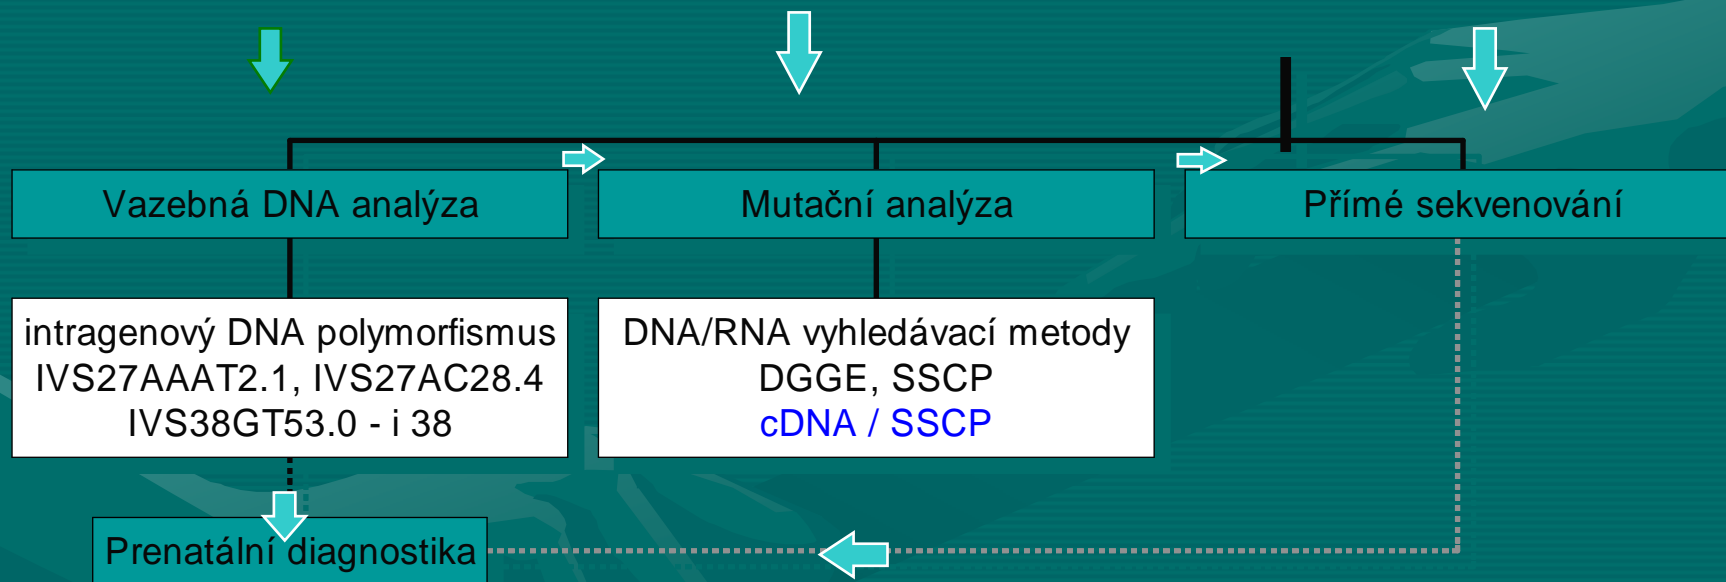 Vazebná DNA analýza
Mutační analýza
Přímé sekvenování
intragenový DNA polymorfismus
IVS27AAAT2.1, IVS27AC28.4
IVS38GT53.0 - i 38
DNA/RNA vyhledávací metody
DGGE, SSCP
cDNA / SSCP
Prenatální diagnostika